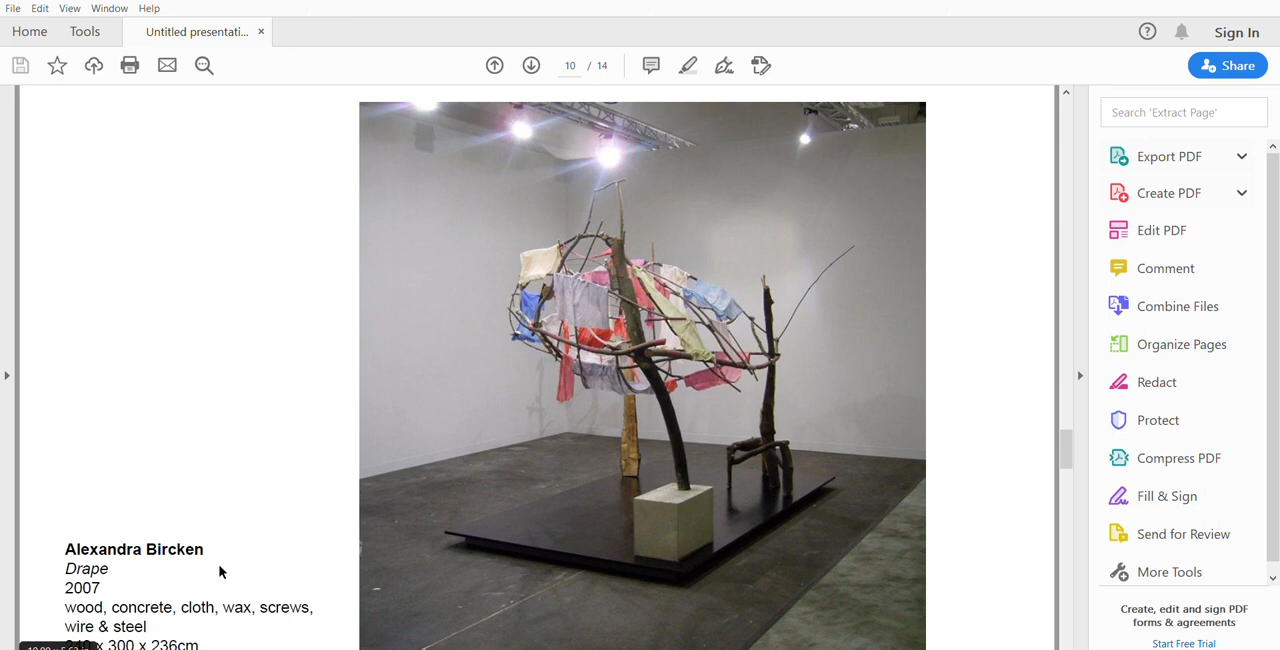 File Edit View Window Help
Home Tools Untitled presentati... × Sign In
10 / 14 Share
Search 'Extract Page'
Export PDF
Create PDF
Edit PDF
Comment
Combine Files
Organize Pages
Redact
Protect
Compress PDF
Fill & Sign
Send for Review
More Tools
Create, edit and sign PDF
forms & agreements
Start Free Trial
Alexandra Bircken
Drape
2007
wood, concrete, cloth, wax, screws,
wire & steel
x 300 x 236cm